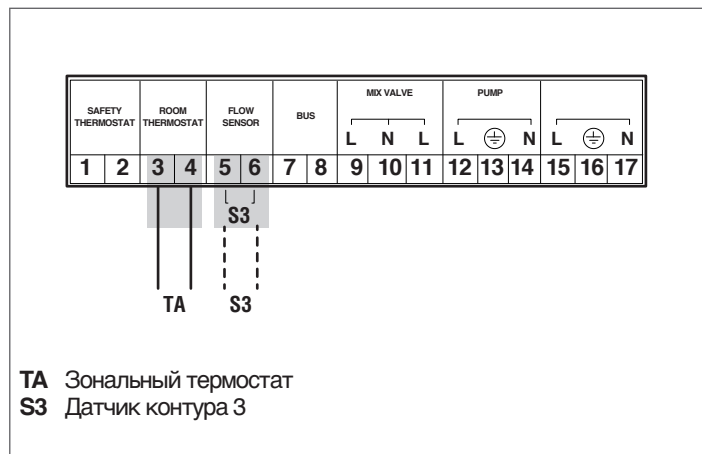 SAFETY THERMOSTAT ROOM THERMOSTAT FLOW SENSOR BUS MIX VALVE PUMP
L N L L N L N
1 2 3 4 5 6 7 8 9 10 11 12 13 14 15 16 17
S3
TA S3
TA Зональный термостат
S3 Датчик контура 3